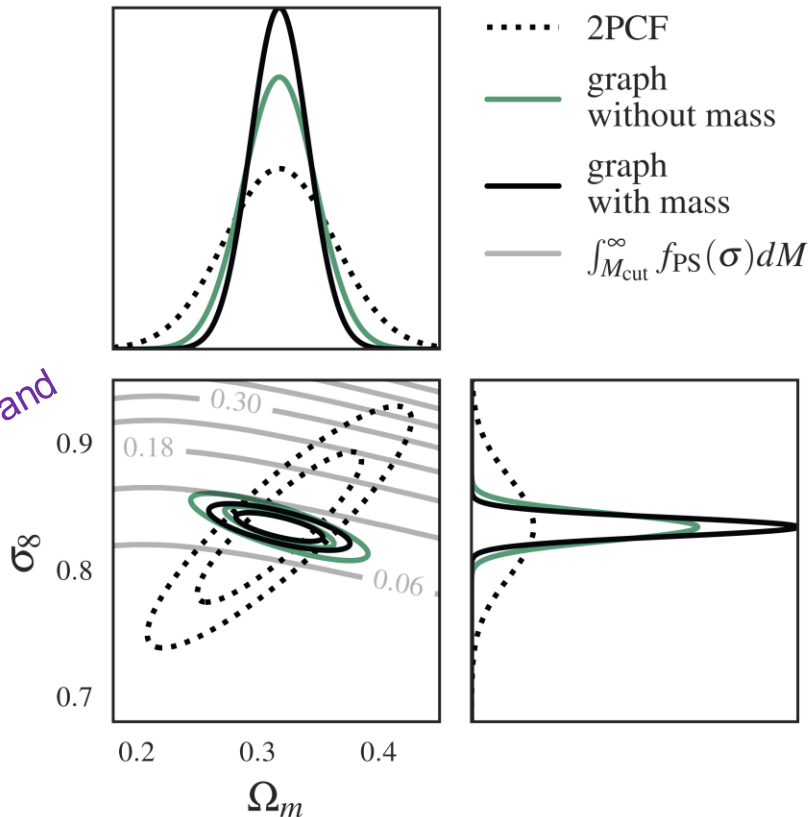 2PCF
graph
without mass
graph
with mass
∫_{M_cut}^∞ f_PS(σ)dM
and
0.30
0.18
0.06
0.9
0.8
0.7
σ₈
0.2 0.3 0.4
Ωₘ